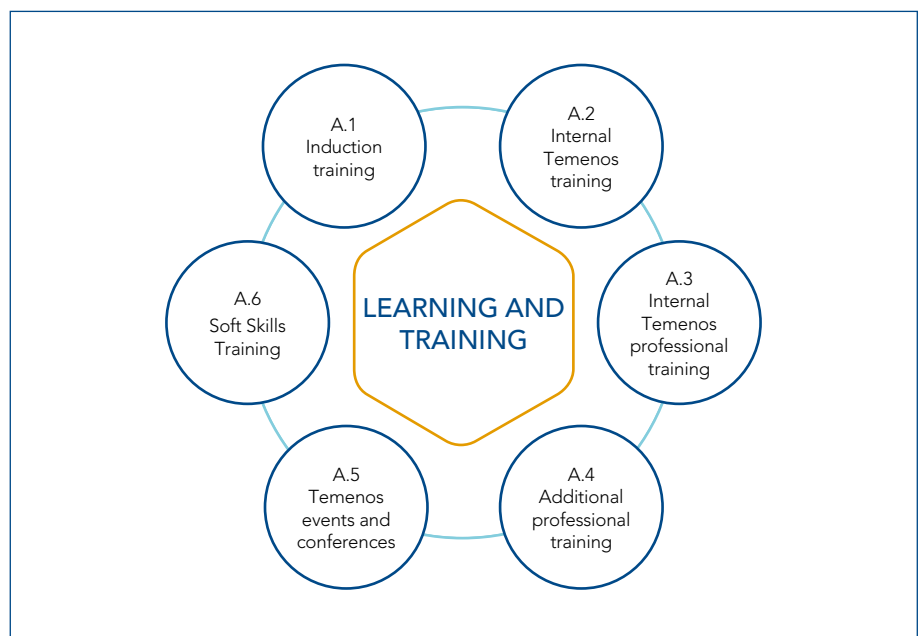 A.1
Induction
training
A.2
Internal
Temenos
training
A.3
Internal
Temenos
professional
training
A.4
Additional
professional
training
A.5
Temenos
events and
conferences
A.6
Soft Skills
Training
LEARNING AND
TRAINING